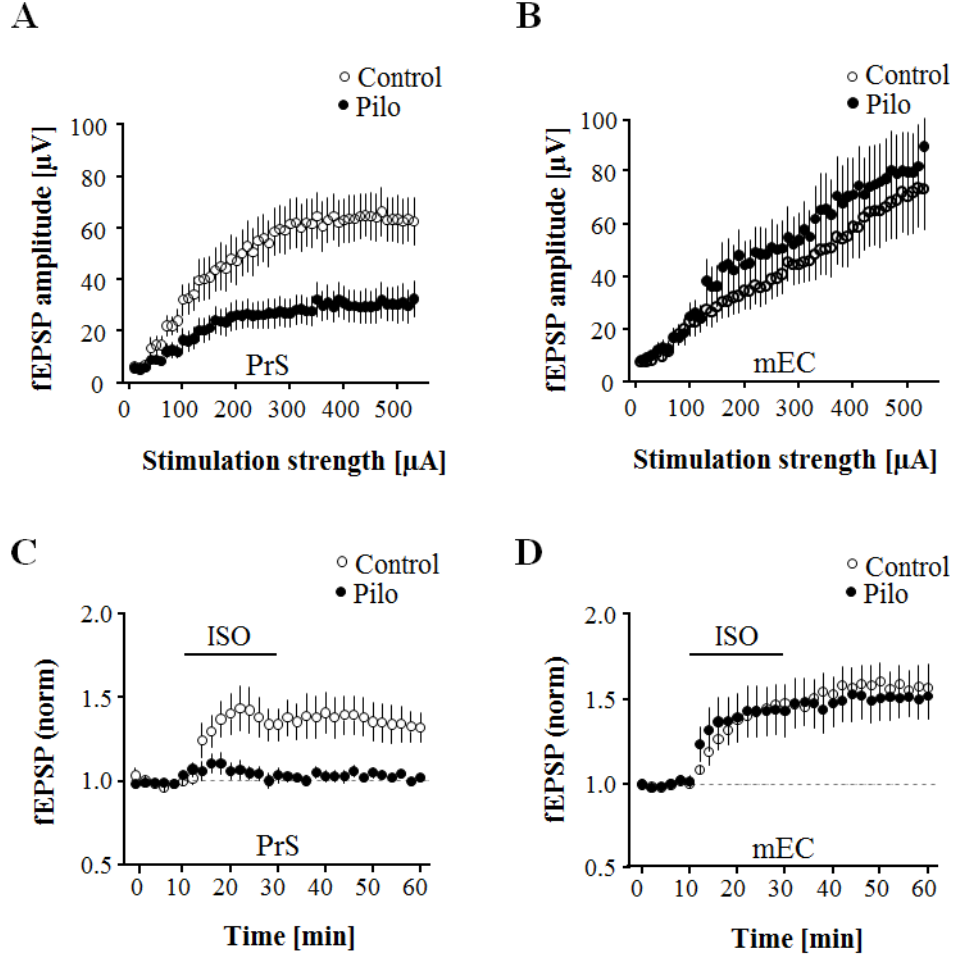 A
Control
Pilo
fEPSP amplitude [µV]
100
80
60
40
20
0
PrS
0 100 200 300 400 500
Stimulation strength [µA]
B
Control
Pilo
fEPSP amplitude [µV]
100
80
60
40
20
0
mEC
0 100 200 300 400 500
Stimulation strength [µA]
C
Control
Pilo
fEPSP (norm)
2.0
ISO
1.5
1.0
0.5
PrS
0 10 20 30 40 50 60
Time [min]
D
Control
Pilo
fEPSP (norm)
2.0
ISO
1.5
1.0
0.5
mEC
0 10 20 30 40 50 60
Time [min]